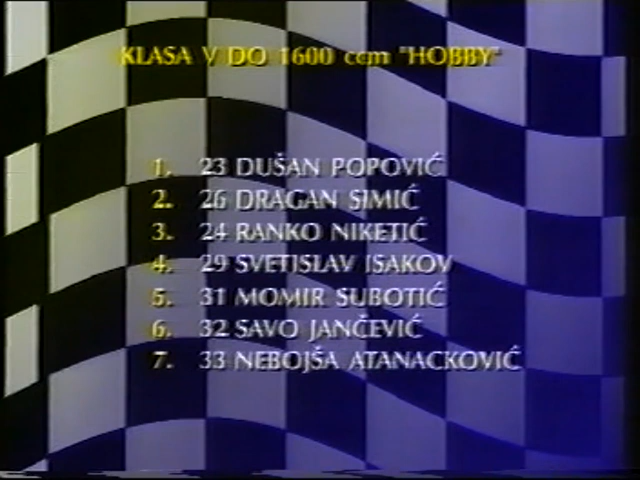 KLASA V DO 1600 ccm "HOBBY"
1. 23 DUŠAN POPOVIĆ
2. 26 DRAGAN SIMIĆ
3. 24 RANKO NIKETIĆ
4. 29 SVETISLAV ISAKOV
5. 31 MOMIR SUBOTIĆ
6. 32 SAVO JANČEVIĆ
7. 33 NEBOJŠA ATANACKOVIĆ